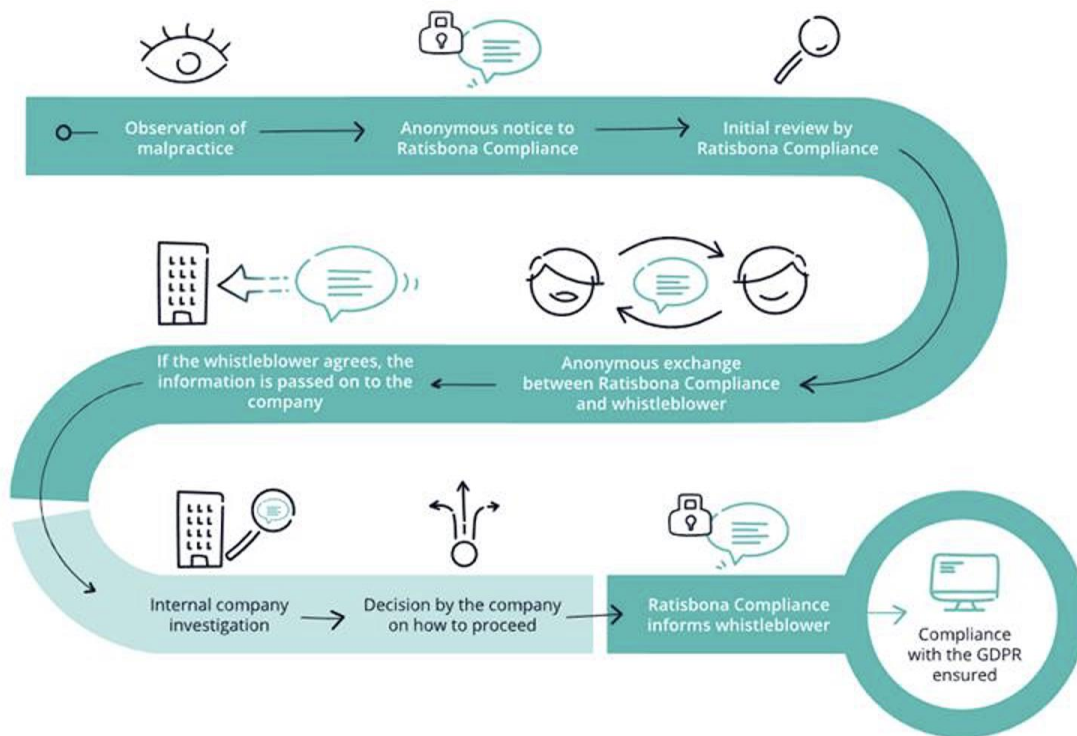 Observation of
malpractice
Anonymous notice to
Ratisbona Compliance
Initial review by
Ratisbona Compliance
Anonymous exchange
between Ratisbona Compliance
and whistleblower
If the whistleblower agrees, the
information is passed on to the
company
Internal company
investigation
Decision by the company
on how to proceed
Ratisbona Compliance
informs whistleblower
Compliance
with the GDPR
ensured